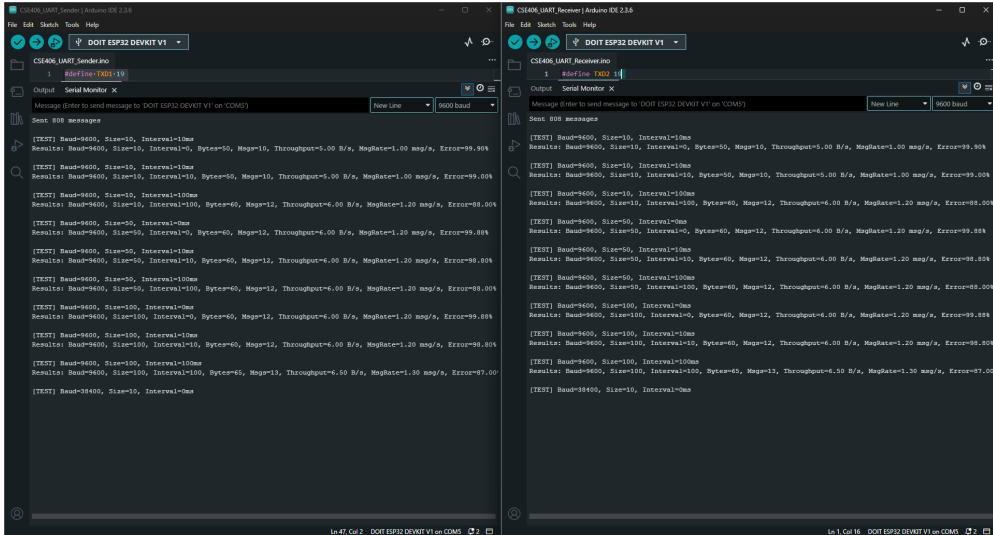 CSE406_UART_Sender | Arduino IDE 2.3.6
File Edit Sketch Tools Help
DOIT ESP32 DEVKIT V1
CSE406_UART_Sender.ino
1 #define·TXD1·19
Output Serial Monitor ×
Message (Enter to send message to 'DOIT ESP32 DEVKIT V1' on 'COM5')
New Line
9600 baud
Sent 808 messages
[TEST] Baud=9600, Size=10, Interval=10ms
Results: Baud=9600, Size=10, Interval=0, Bytes=50, Msgs=10, Throughput=5.00 B/s, MsgRate=1.00 msg/s, Error=99.90%
[TEST] Baud=9600, Size=10, Interval=10ms
Results: Baud=9600, Size=10, Interval=10, Bytes=50, Msgs=10, Throughput=5.00 B/s, MsgRate=1.00 msg/s, Error=99.00%
[TEST] Baud=9600, Size=10, Interval=100ms
Results: Baud=9600, Size=10, Interval=100, Bytes=60, Msgs=12, Throughput=6.00 B/s, MsgRate=1.20 msg/s, Error=88.00%
[TEST] Baud=9600, Size=50, Interval=0ms
Results: Baud=9600, Size=50, Interval=0, Bytes=60, Msgs=12, Throughput=6.00 B/s, MsgRate=1.20 msg/s, Error=99.88%
[TEST] Baud=9600, Size=50, Interval=10ms
Results: Baud=9600, Size=50, Interval=10, Bytes=60, Msgs=12, Throughput=6.00 B/s, MsgRate=1.20 msg/s, Error=98.80%
[TEST] Baud=9600, Size=50, Interval=100ms
Results: Baud=9600, Size=50, Interval=100, Bytes=60, Msgs=12, Throughput=6.00 B/s, MsgRate=1.20 msg/s, Error=88.00%
[TEST] Baud=9600, Size=100, Interval=0ms
Results: Baud=9600, Size=100, Interval=0, Bytes=60, Msgs=12, Throughput=6.00 B/s, MsgRate=1.20 msg/s, Error=99.88%
[TEST] Baud=9600, Size=100, Interval=10ms
Results: Baud=9600, Size=100, Interval=10, Bytes=60, Msgs=12, Throughput=6.00 B/s, MsgRate=1.20 msg/s, Error=98.80%
[TEST] Baud=9600, Size=100, Interval=100ms
Results: Baud=9600, Size=100, Interval=100, Bytes=65, Msgs=13, Throughput=6.50 B/s, MsgRate=1.30 msg/s, Error=87.00
[TEST] Baud=38400, Size=10, Interval=0ms
Ln 47, Col 2 DOIT ESP32 DEVKIT V1 on COM5 2
CSE406_UART_Receiver | Arduino IDE 2.3.6
File Edit Sketch Tools Help
DOIT ESP32 DEVKIT V1
CSE406_UART_Receiver.ino
1 #define TXD2 19
Output Serial Monitor ×
Message (Enter to send message to 'DOIT ESP32 DEVKIT V1' on 'COM5')
New Line
9600 baud
Sent 808 messages
[TEST] Baud=9600, Size=10, Interval=10ms
Results: Baud=9600, Size=10, Interval=0, Bytes=50, Msgs=10, Throughput=5.00 B/s, MsgRate=1.00 msg/s, Error=99.90%
[TEST] Baud=9600, Size=10, Interval=10ms
Results: Baud=9600, Size=10, Interval=10, Bytes=50, Msgs=10, Throughput=5.00 B/s, MsgRate=1.00 msg/s, Error=99.00%
[TEST] Baud=9600, Size=10, Interval=100ms
Results: Baud=9600, Size=10, Interval=100, Bytes=60, Msgs=12, Throughput=6.00 B/s, MsgRate=1.20 msg/s, Error=88.00%
[TEST] Baud=9600, Size=50, Interval=0ms
Results: Baud=9600, Size=50, Interval=0, Bytes=60, Msgs=12, Throughput=6.00 B/s, MsgRate=1.20 msg/s, Error=99.88%
[TEST] Baud=9600, Size=50, Interval=10ms
Results: Baud=9600, Size=50, Interval=10, Bytes=60, Msgs=12, Throughput=6.00 B/s, MsgRate=1.20 msg/s, Error=98.80%
[TEST] Baud=9600, Size=50, Interval=100ms
Results: Baud=9600, Size=50, Interval=100, Bytes=60, Msgs=12, Throughput=6.00 B/s, MsgRate=1.20 msg/s, Error=88.00%
[TEST] Baud=9600, Size=100, Interval=0ms
Results: Baud=9600, Size=100, Interval=0, Bytes=60, Msgs=12, Throughput=6.00 B/s, MsgRate=1.20 msg/s, Error=99.88%
[TEST] Baud=9600, Size=100, Interval=10ms
Results: Baud=9600, Size=100, Interval=10, Bytes=60, Msgs=12, Throughput=6.00 B/s, MsgRate=1.20 msg/s, Error=98.80%
[TEST] Baud=9600, Size=100, Interval=100ms
Results: Baud=9600, Size=100, Interval=100, Bytes=65, Msgs=13, Throughput=6.50 B/s, MsgRate=1.30 msg/s, Error=87.00
[TEST] Baud=38400, Size=10, Interval=0ms
Ln 1, Col 16 DOIT ESP32 DEVKIT V1 on COM5 2